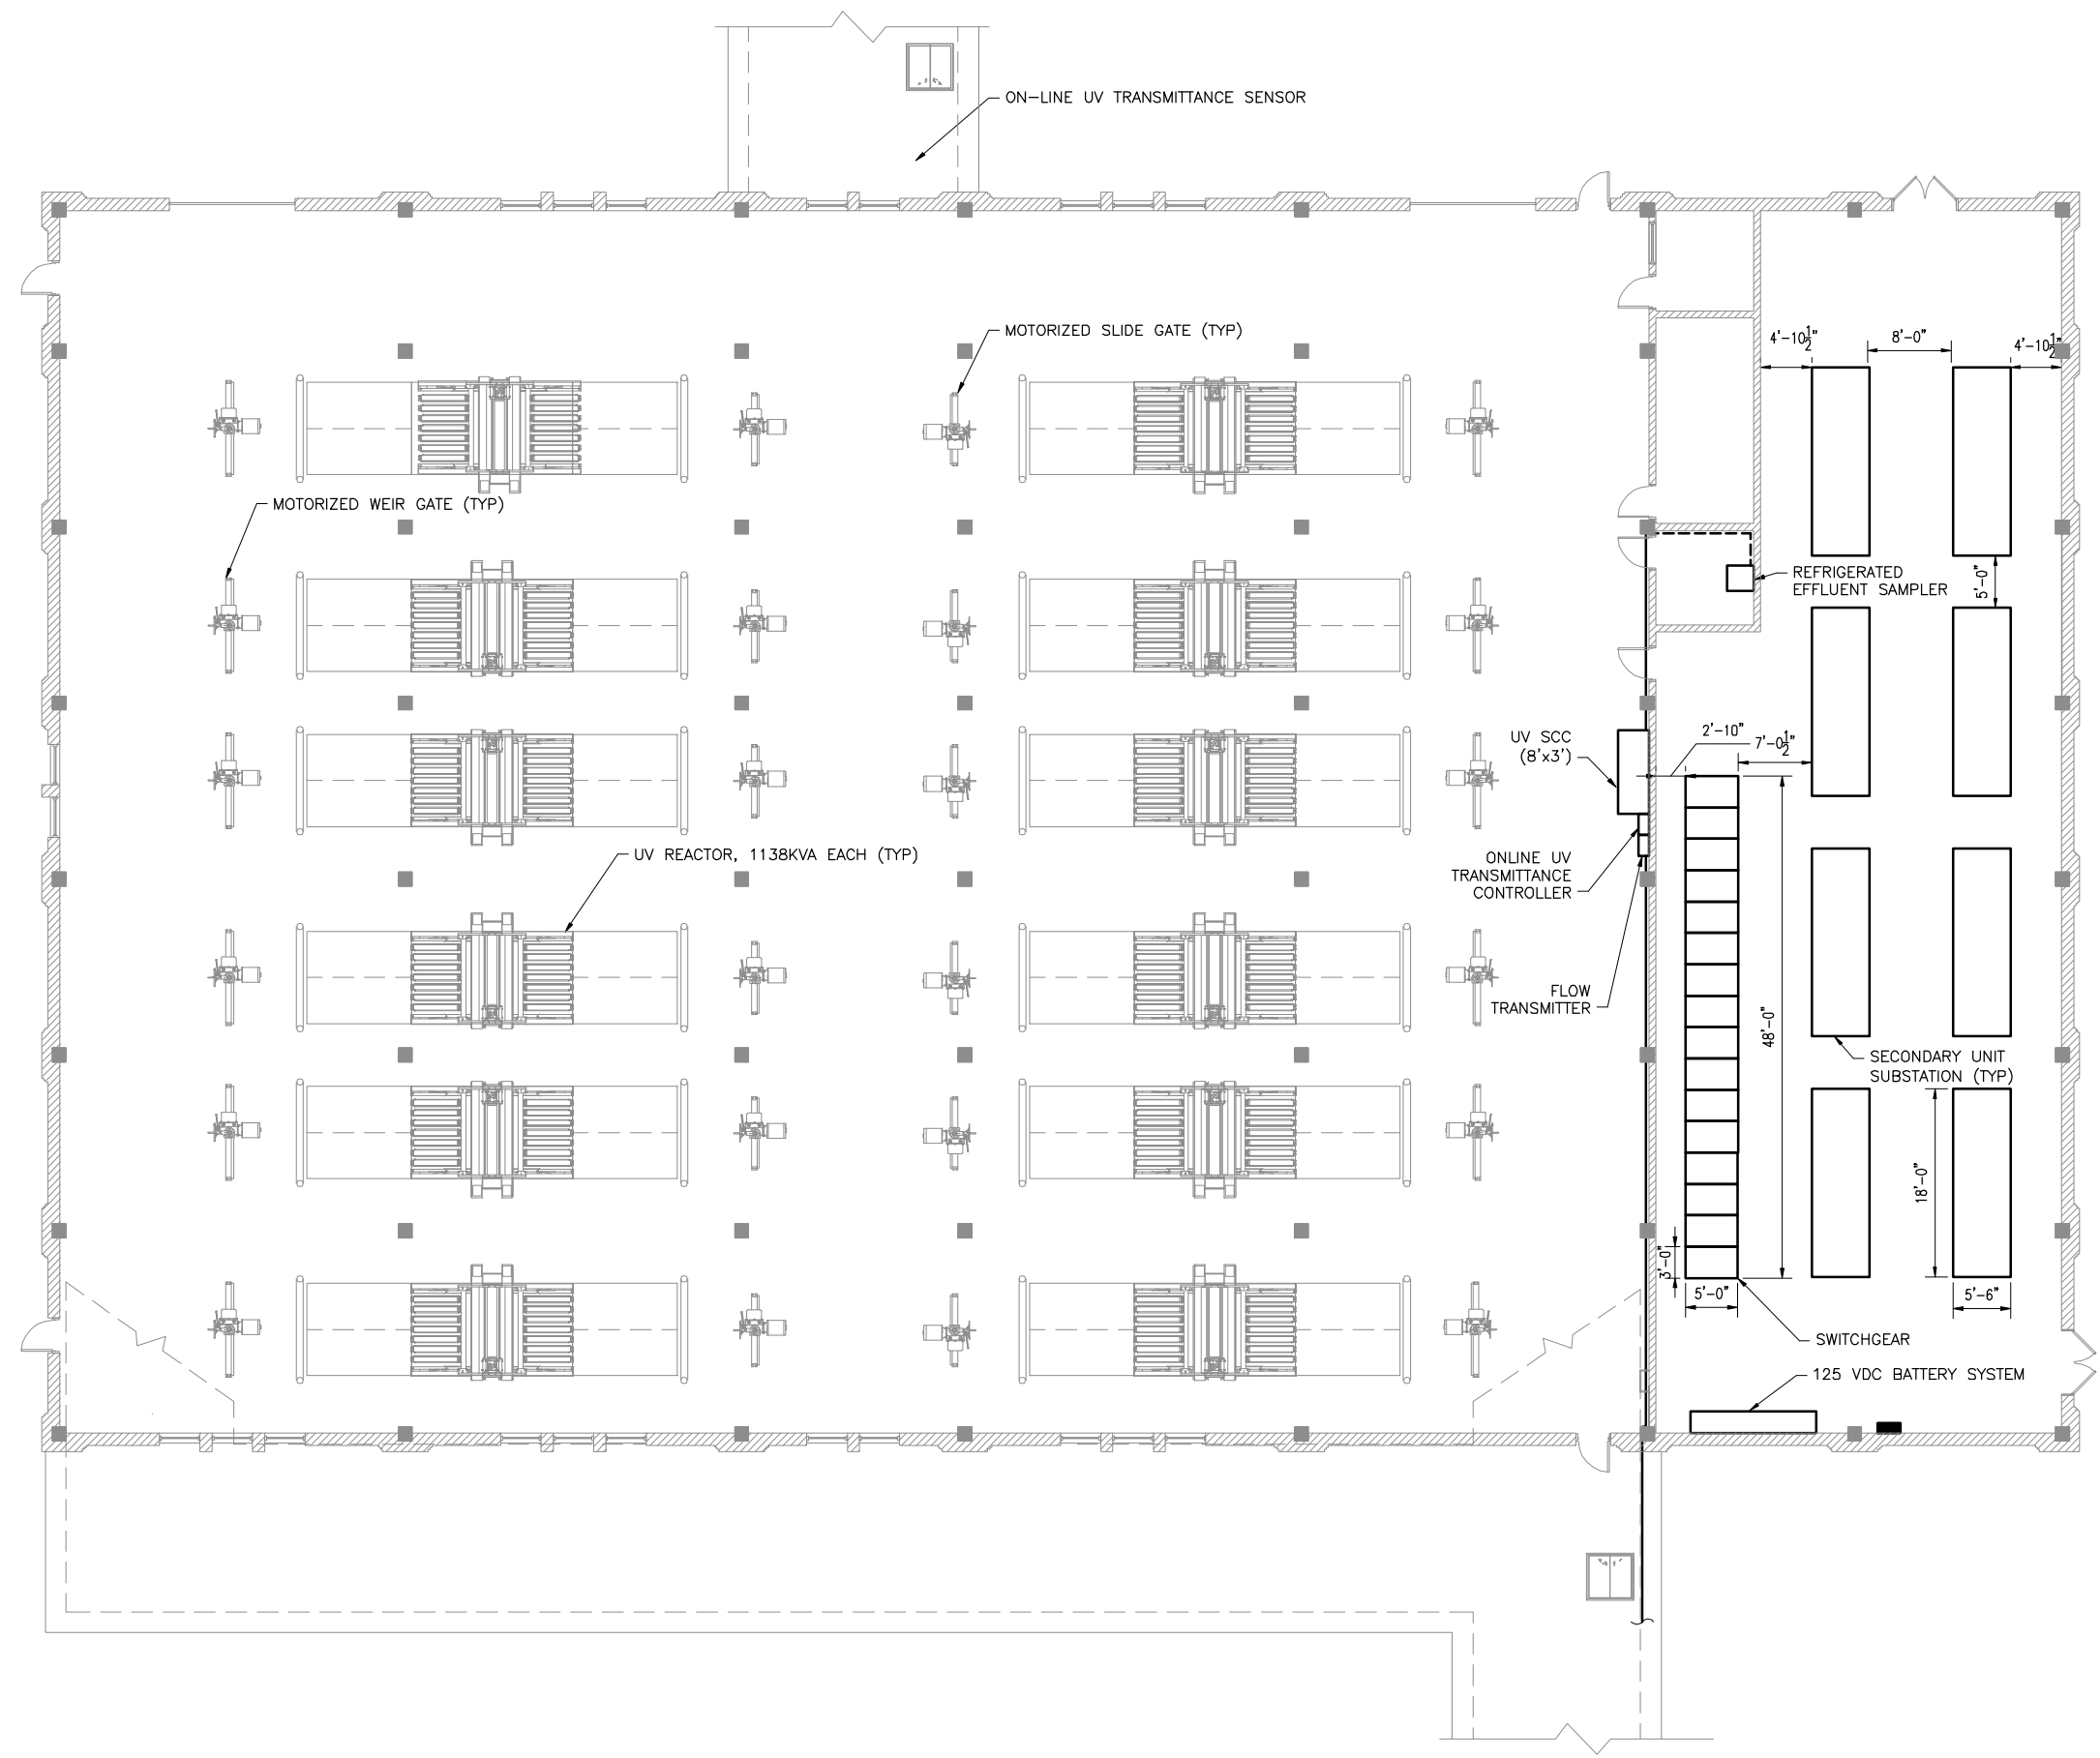 ON-LINE UV TRANSMITTANCE SENSOR
MOTORIZED SLIDE GATE (TYP)
4'-10½"
8'-0"
4'-10½"
MOTORIZED WEIR GATE (TYP)
REFRIGERATED
EFFLUENT SAMPLER
5'-0"
UV SCC
(8'x3')
2'-10"
7'-0½"
UV REACTOR, 1138KVA EACH (TYP)
ONLINE UV
TRANSMITTANCE
CONTROLLER
FLOW
TRANSMITTER
48'-0"
SECONDARY UNIT
SUBSTATION (TYP)
18'-0"
3'-0"
5'-0"
5'-6"
SWITCHGEAR
125 VDC BATTERY SYSTEM